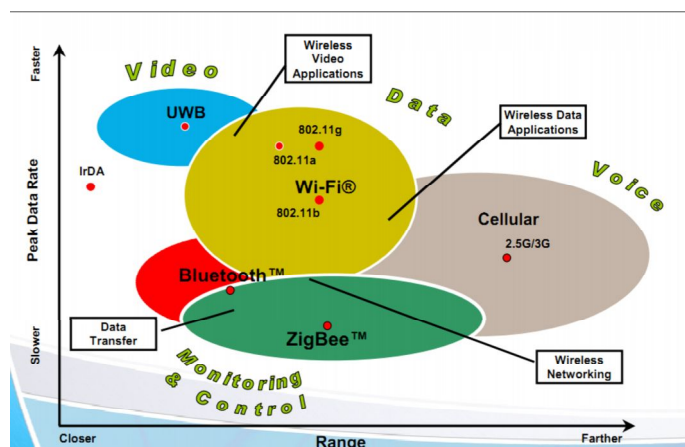 Faster
Video
Wireless
Video
Applications
UWB
Data
802.11g
Wireless Data
Applications
802.11a
IrDA
Wi-Fi®
Voice
802.11b
Cellular
2.5G/3G
Peak Data Rate
Bluetooth™
Data
Transfer
ZigBee™
Slower
Monitoring
& Control
Wireless
Networking
Closer
Range
Farther